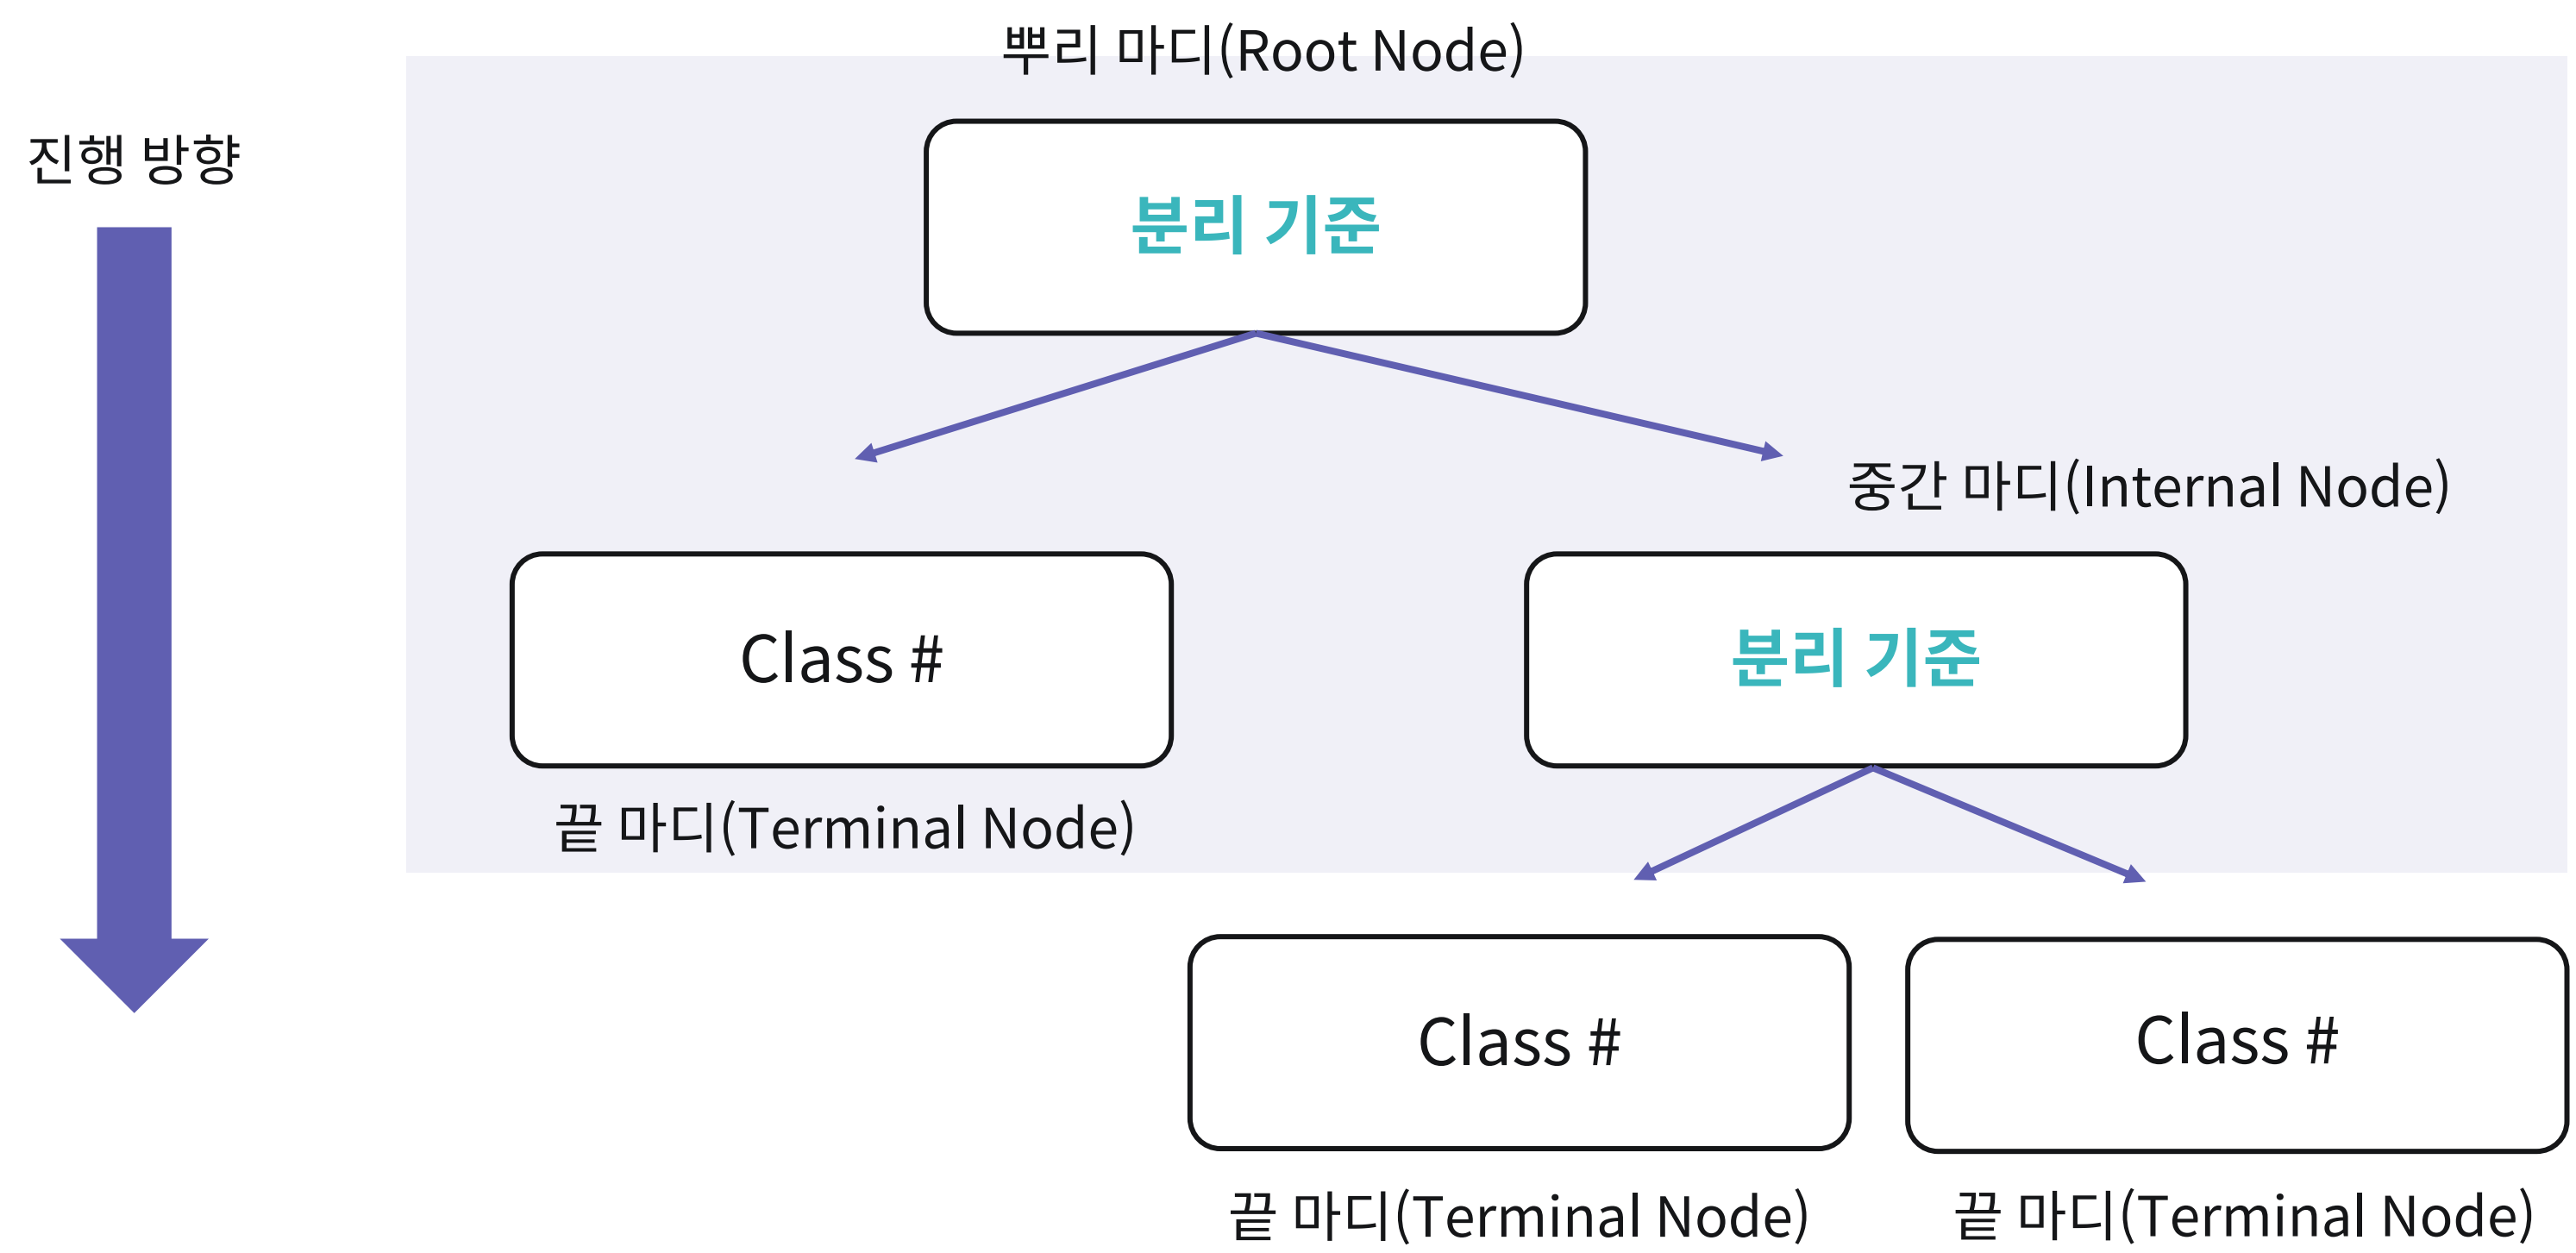 뿌리 마디(Root Node)
진행 방향
분리 기준
중간 마디(Internal Node)
Class #
분리 기준
끝 마디(Terminal Node)
Class #
Class #
끝 마디(Terminal Node)
끝 마디(Terminal Node)